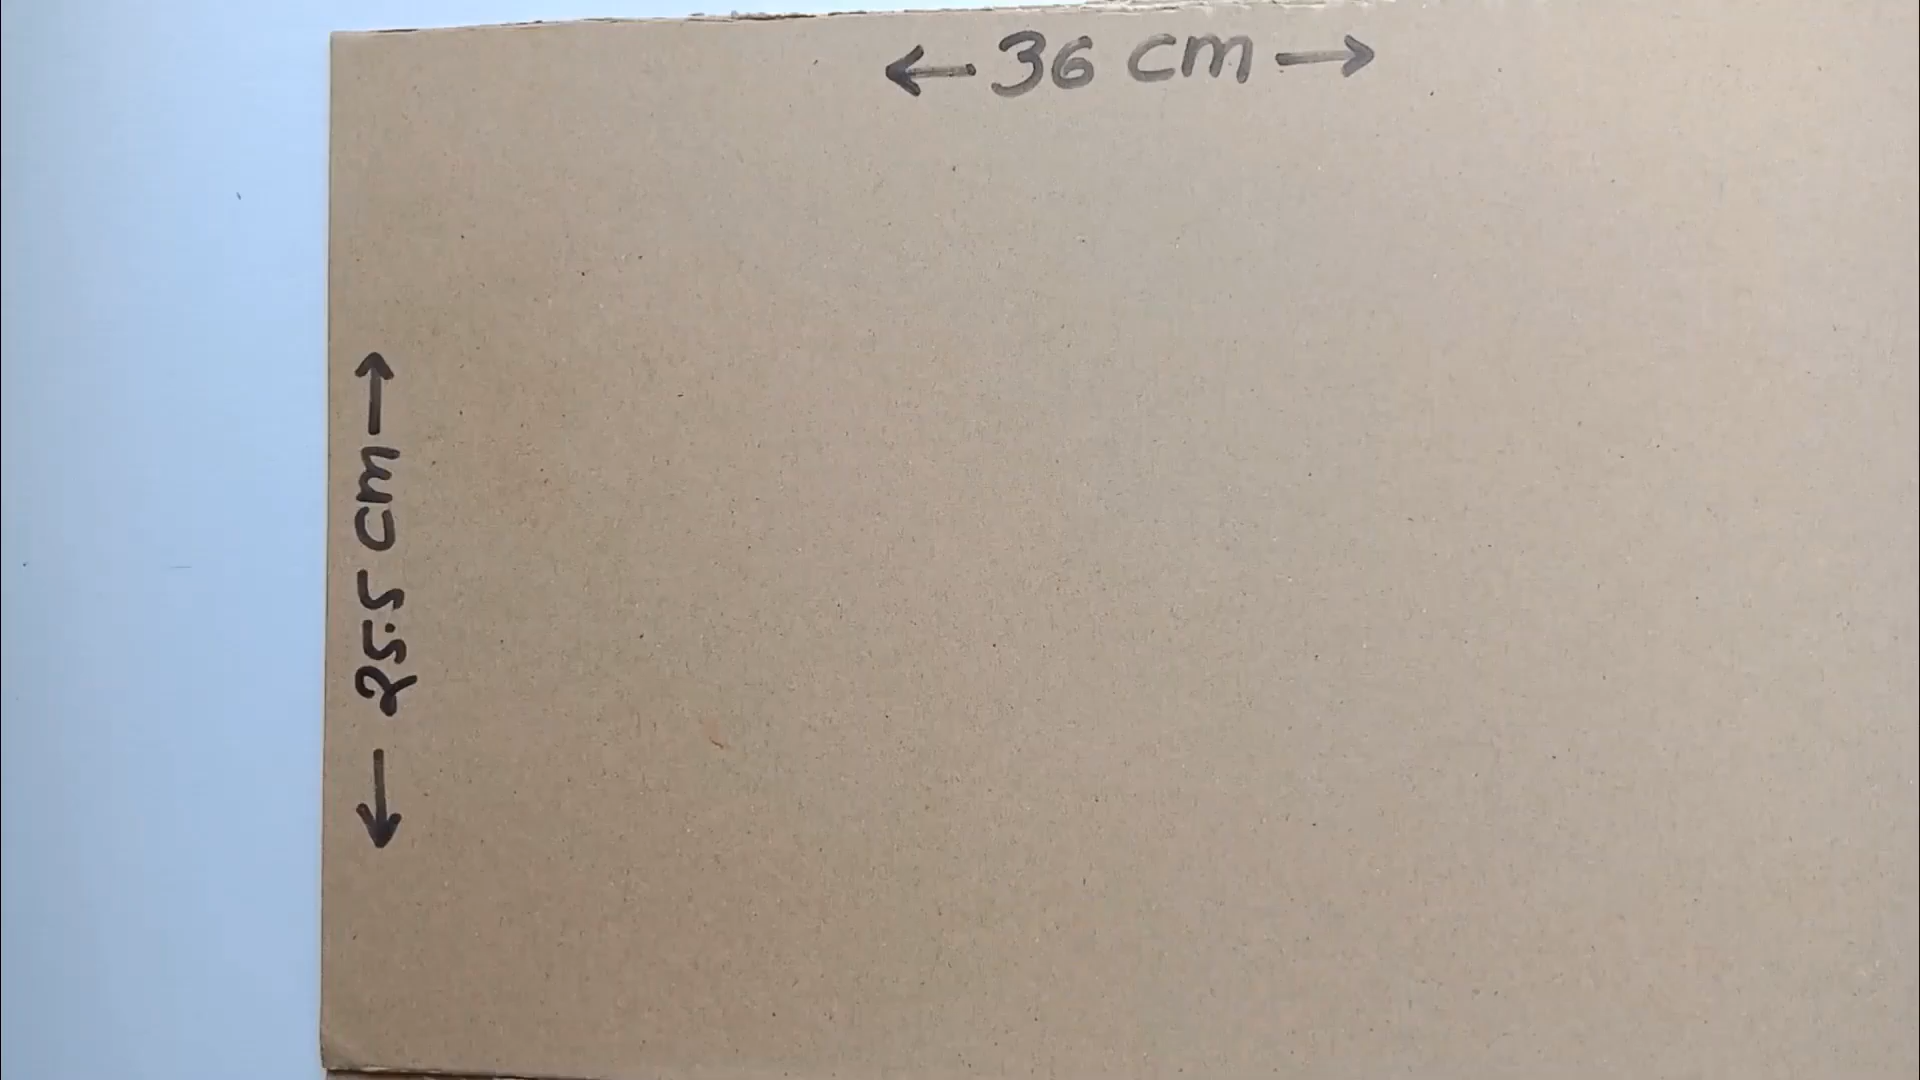 ← 36 cm →
← 25.5 cm →